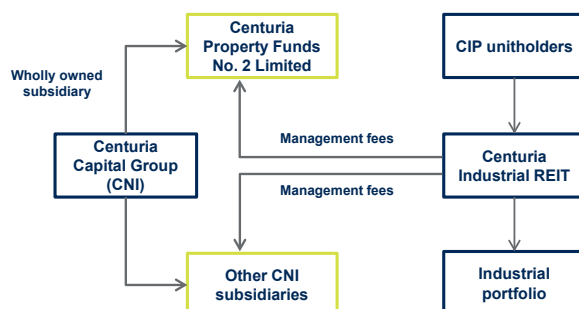 Centuria
Property Funds
No. 2 Limited
CIP unitholders
Wholly owned
subsidiary
Management fees
Centuria
Capital Group
(CNI)
Centuria
Industrial REIT
Management fees
Other CNI
subsidiaries
Industrial
portfolio